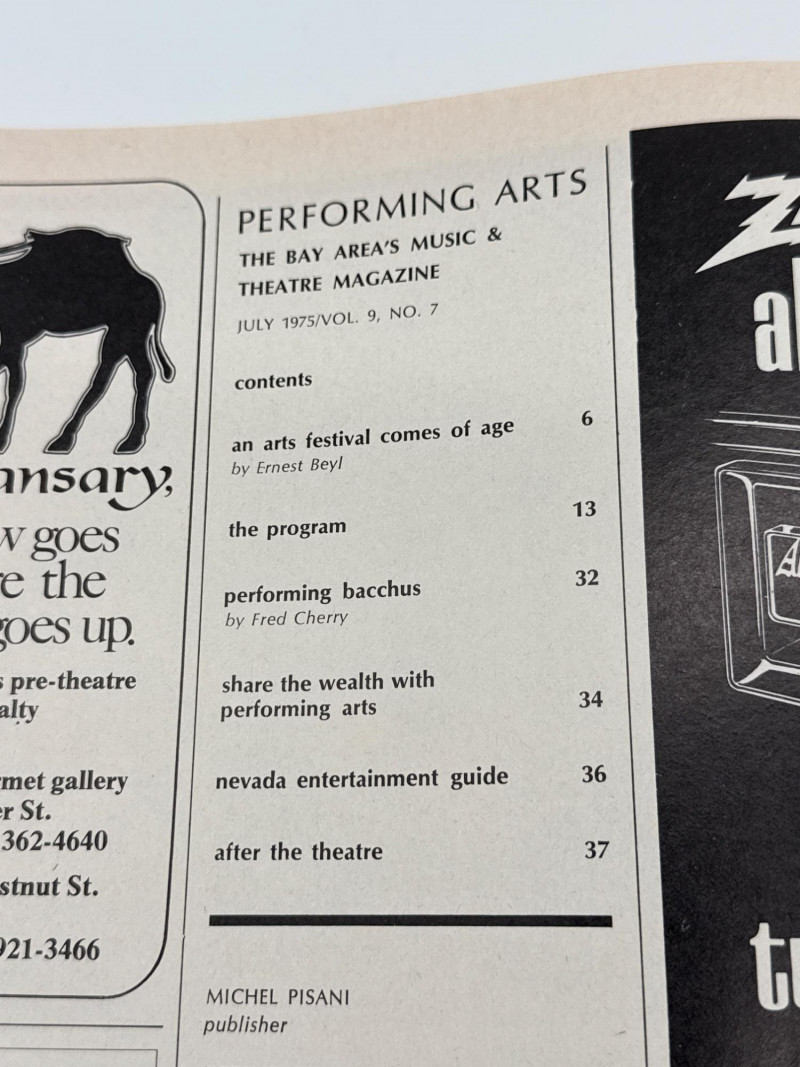 ansary,
goes
the
goes up.
pre-theatre
met gallery
St.
362-4640
stnut St.
921-3466
PERFORMING ARTS
THE BAY AREA'S MUSIC &
THEATRE MAGAZINE
JULY 1975/VOL. 9, NO. 7
contents
an arts festival comes of age 6
by Ernest Beyl
the program 13
performing bacchus 32
by Fred Cherry
share the wealth with
performing arts 34
nevada entertainment guide 36
after the theatre 37
MICHEL PISANI
publisher